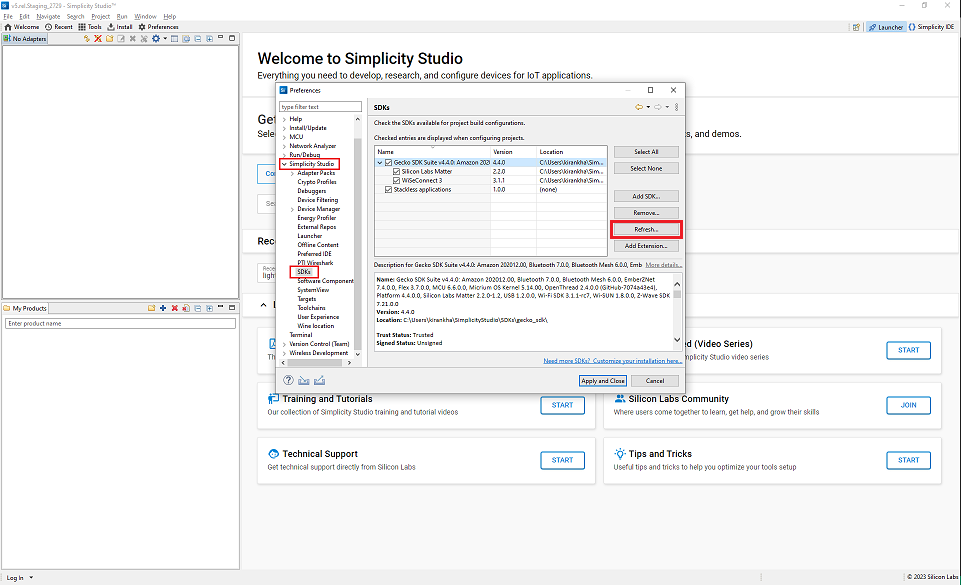 v5.rel.Staging_2729 - Simplicity Studio™
File Edit Navigate Search Project Run Window Help
Welcome Recent Tools Install Preferences
Launcher Simplicity IDE
No Adapters
My Products
Enter product name
Log In
Welcome to Simplicity Studio
Everything you need to develop, research, and configure devices for IoT applications.
Get
Selec
s, and demos.
Con
Sea
Rece
Recen
light
Preferences
type filter text
Help
Install/Update
MCU
Network Analyzer
Run/Debug
Simplicity Studio
Adapter Packs
Crypto Profiles
Debuggers
Device Filtering
Device Manager
Energy Profiler
External Repos
Launcher
Offline Content
Preferred IDE
PTI Wireshark
SDKs
Software Component
SystemView
Targets
Toolchains
User Experience
Wine location
Terminal
Version Control (Team)
Wireless Development
SDKs
Check the SDKs available for project build configurations.
Checked entries are displayed when configuring projects.
Name Version Location
Gecko SDK Suite v4.4.0: Amazon 202 4.4.0 C:\Users\kirankha\Sim...
Silicon Labs Matter 2.2.0 C:\Users\kirankha\Sim...
WiSeConnect 3 3.1.1 C:\Users\kirankha\Sim...
Stackless applications 1.0.0 (none)
Select All
Select None
Add SDK...
Remove...
Refresh...
Add Extension...
Description for Gecko SDK Suite v4.4.0: Amazon 202012.00, Bluetooth 7.0.0, Bluetooth Mesh 6.0.0, Emb More details...
Name: Gecko SDK Suite v4.4.0: Amazon 202012.00, Bluetooth 7.0.0, Bluetooth Mesh 6.0.0, EmberZNet
7.4.0.0, Flex 3.7.0.0, MCU 6.6.0.0, Micrium OS Kernel 5.14.00, OpenThread 2.4.0.0 (GitHub-7074a43e4),
Platform 4.4.0.0, Silicon Labs Matter 2.2.0-1.2, USB 1.2.0.0, Wi-Fi SDK 3.1.1-rc7, Wi-SUN 1.8.0.0, Z-Wave SDK
7.21.0.0
Version: 4.4.0
Location: C:\Users\kirankha\SimplicityStudio\SDKs\gecko_sdk\
Trust Status: Trusted
Signed Status: Unsigned
Need more SDKs? Customize your installation here...
Apply and Close Cancel
d (Video Series)
mplicity Studio video series
START
Training and Tutorials
Our collection of Simplicity Studio training and tutorial videos
START
Silicon Labs Community
Where users come together to learn, get help, and grow their skills
JOIN
Technical Support
Get technical support directly from Silicon Labs
START
Tips and Tricks
Useful tips and tricks to help you optimize your tools setup
START
© 2023 Silicon Labs